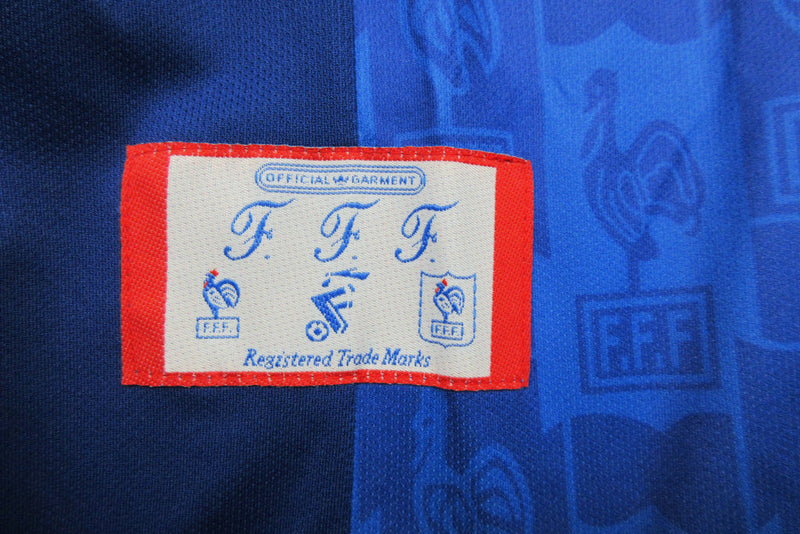 OFFICIAL GARMENT
F. F. F.
F.F.F.
F.F.F.
Registered Trade Marks
F.F.F